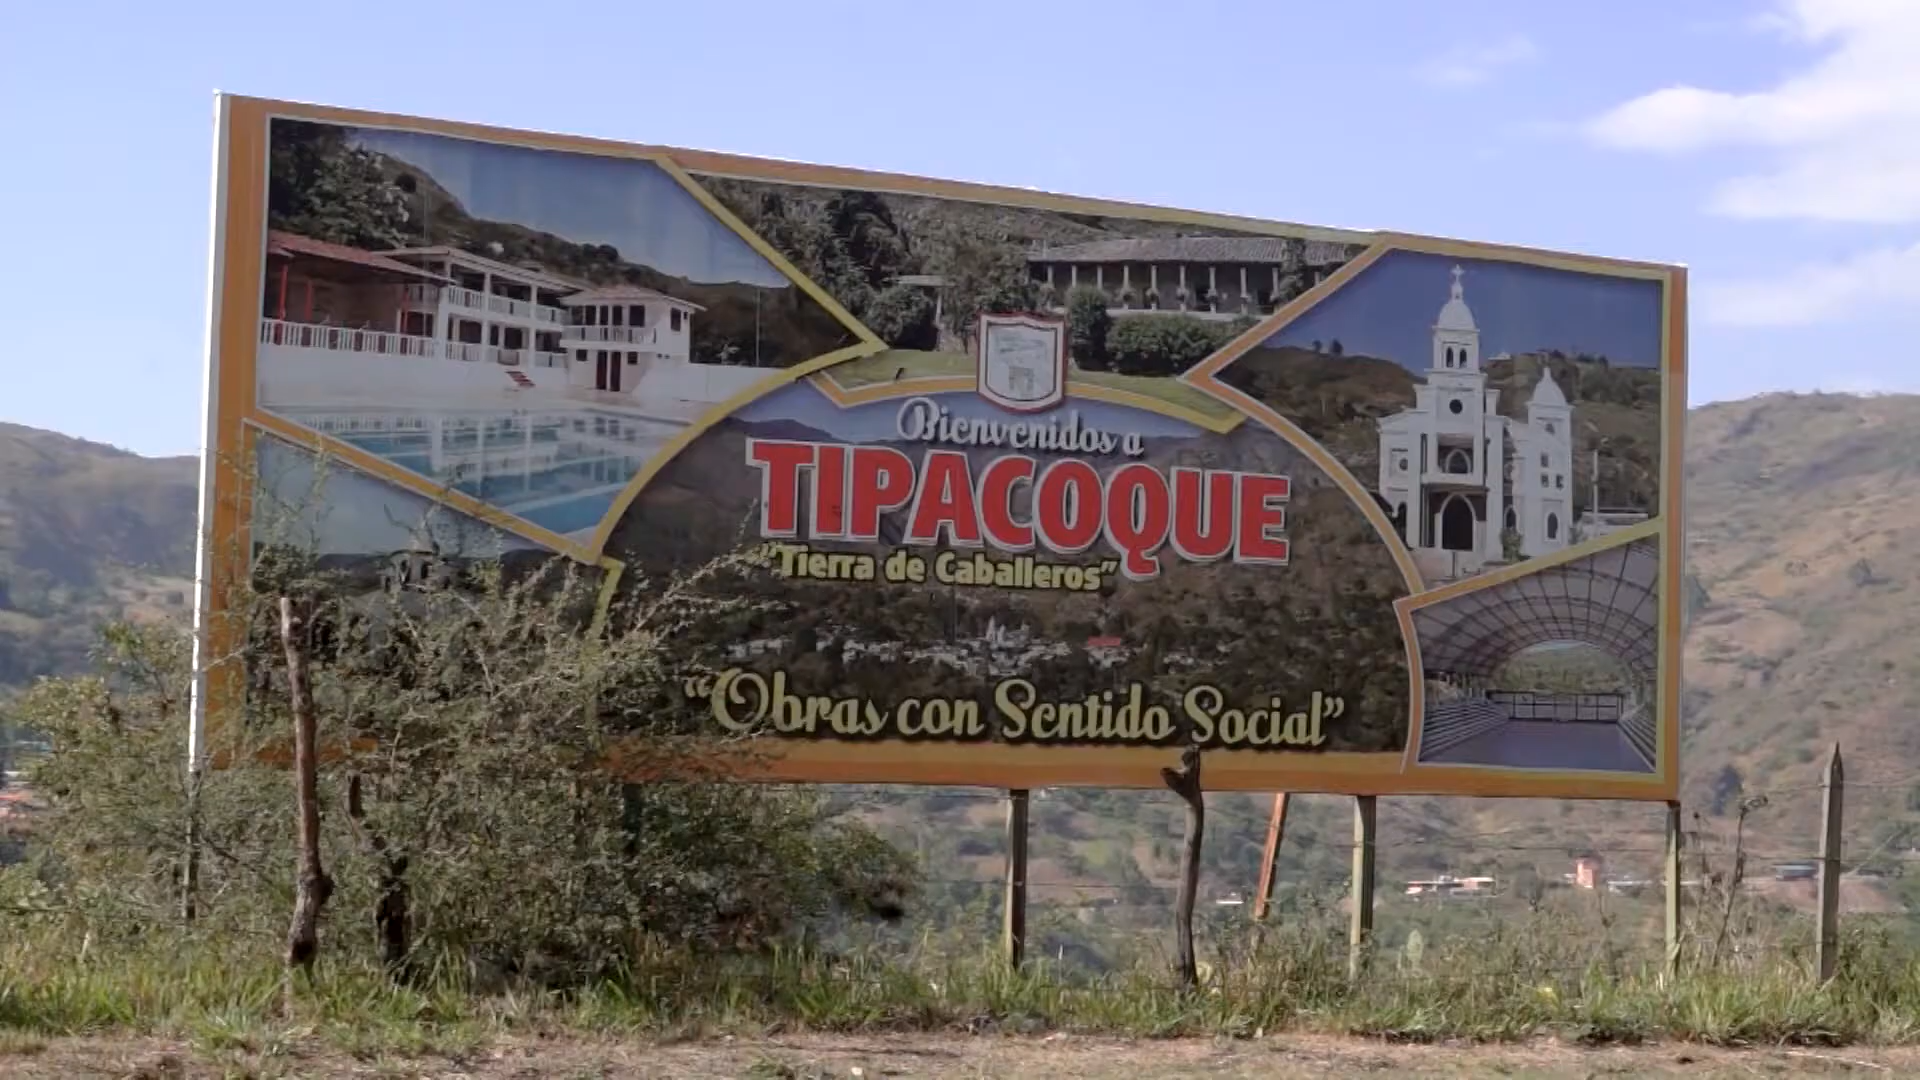 Bienvenidos a
TIPACOQUE
"Tierra de Caballeros"
"Obras con Sentido Social"